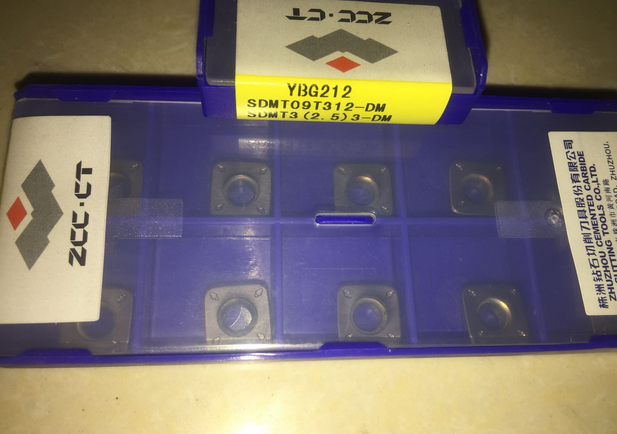 ZCC·CT
YBG212
SDMT09T312-DM
SDMT3(2.5)3-DM
ZCC·CT
株洲钻石切削刀具股份有限公司
ZHUZHOU CEMENTED CARBIDE
CUTTING TOOLS CO.,LTD.
ZHUZHOU,